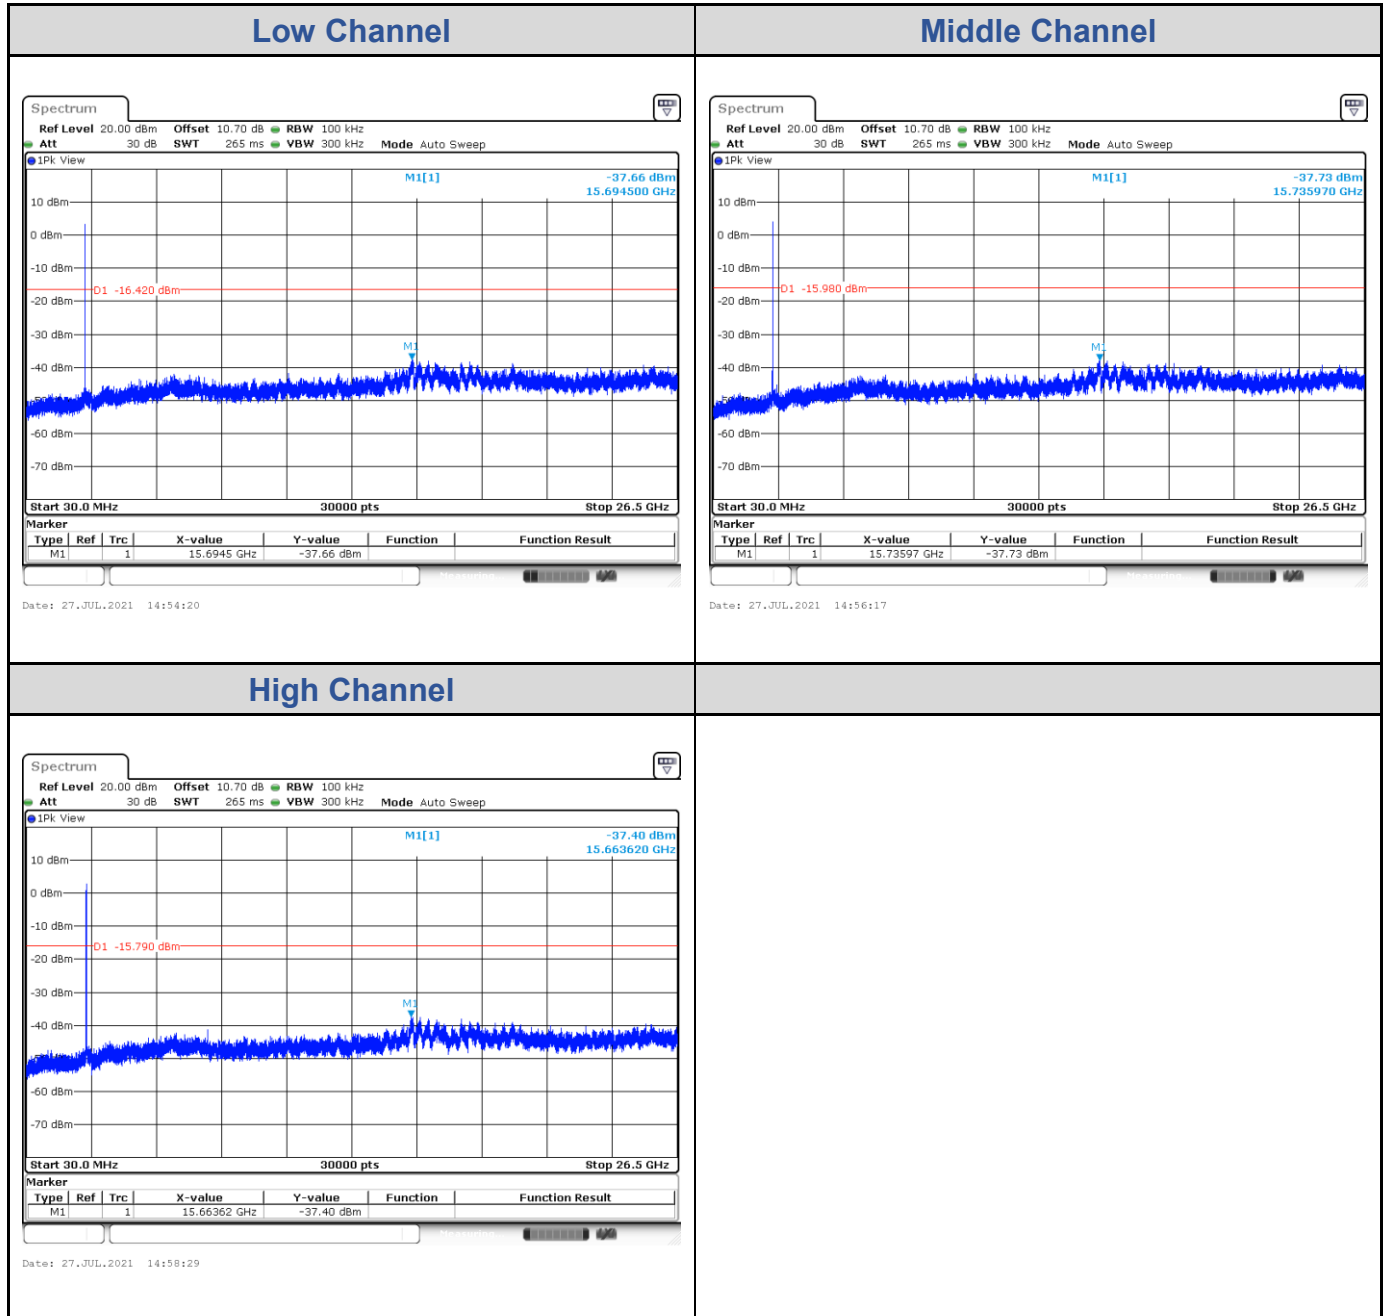 Low Channel
Middle Channel
Spectrum
Ref Level 20.00 dBm Offset 10.70 dB RBW 100 kHz
Att 30 dB SWT 265 ms VBW 300 kHz Mode Auto Sweep
1Pk View
M1[1] -37.66 dBm
15.694500 GHz
10 dBm
0 dBm
-10 dBm
D1 -16.420 dBm
-20 dBm
-30 dBm
M1
-40 dBm
-60 dBm
-70 dBm
Start 30.0 MHz 30000 pts Stop 26.5 GHz
Marker
Type Ref Trc X-value Y-value Function Function Result
M1 1 15.6945 GHz -37.66 dBm
Measuring
Date: 27.JUL.2021 14:54:20
Spectrum
Ref Level 20.00 dBm Offset 10.70 dB RBW 100 kHz
Att 30 dB SWT 265 ms VBW 300 kHz Mode Auto Sweep
1Pk View
M1[1] -37.73 dBm
15.735970 GHz
10 dBm
0 dBm
-10 dBm
D1 -15.980 dBm
-20 dBm
-30 dBm
M1
-40 dBm
-60 dBm
-70 dBm
Start 30.0 MHz 30000 pts Stop 26.5 GHz
Marker
Type Ref Trc X-value Y-value Function Function Result
M1 1 15.73597 GHz -37.73 dBm
Measuring
Date: 27.JUL.2021 14:56:17
High Channel
Spectrum
Ref Level 20.00 dBm Offset 10.70 dB RBW 100 kHz
Att 30 dB SWT 265 ms VBW 300 kHz Mode Auto Sweep
1Pk View
M1[1] -37.40 dBm
15.663620 GHz
10 dBm
0 dBm
-10 dBm
D1 -15.790 dBm
-20 dBm
-30 dBm
M1
-40 dBm
-60 dBm
-70 dBm
Start 30.0 MHz 30000 pts Stop 26.5 GHz
Marker
Type Ref Trc X-value Y-value Function Function Result
M1 1 15.66362 GHz -37.40 dBm
Measuring
Date: 27.JUL.2021 14:58:29